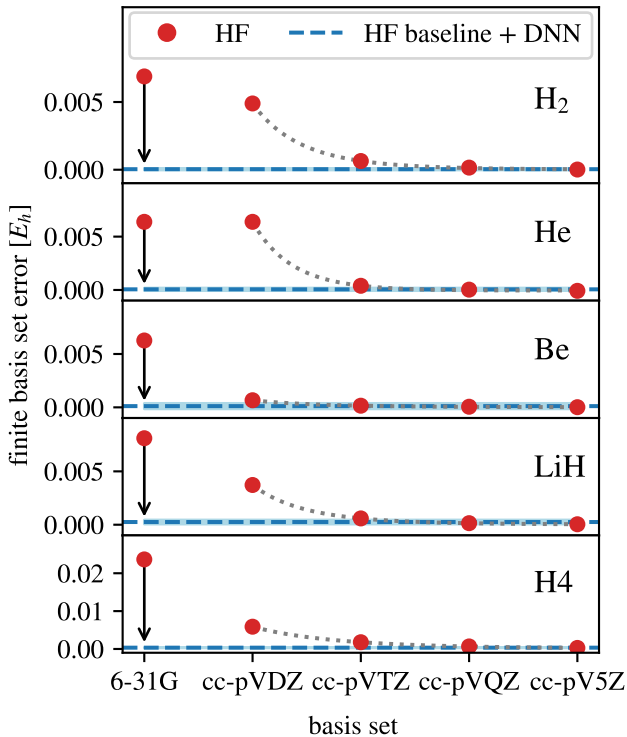 HF
HF baseline + DNN
finite basis set error [E_h]
0.005
0.000
H₂
0.005
0.000
He
0.005
0.000
Be
0.005
0.000
LiH
0.02
0.01
0.00
H4
6-31G cc-pVDZ cc-pVTZ cc-pVQZ cc-pV5Z
basis set